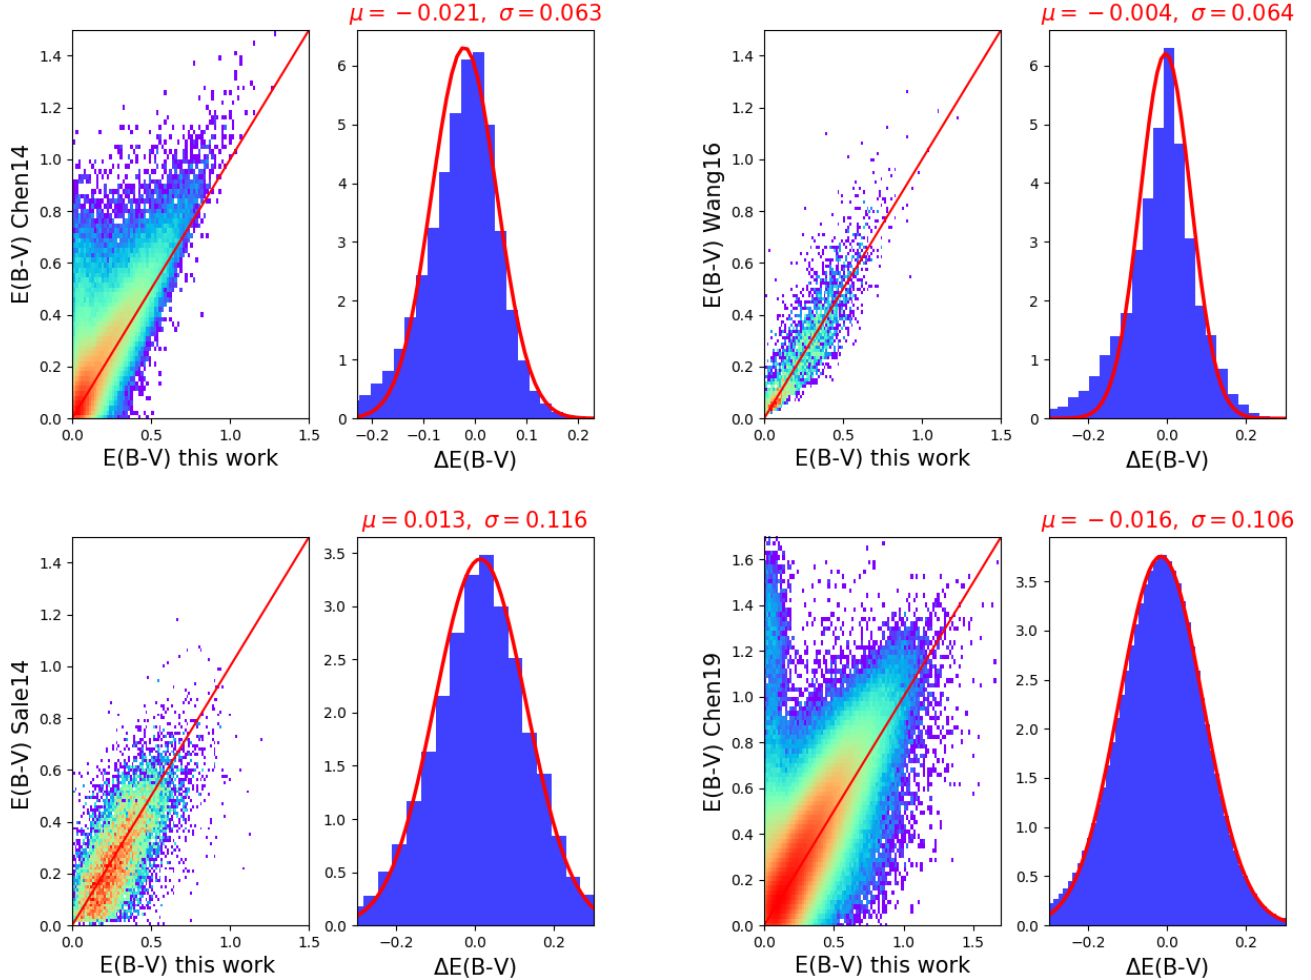 μ = −0.021, σ = 0.063
1.4
1.2
1.0
0.8
0.6
0.4
0.2
0.0
E(B-V) Chen14
0.0 0.5 1.0 1.5
E(B-V) this work
6
5
4
3
2
1
0
−0.2 −0.1 0.0 0.1 0.2
ΔE(B-V)
μ = −0.004, σ = 0.064
1.4
1.2
1.0
0.8
0.6
0.4
0.2
0.0
E(B-V) Wang16
0.0 0.5 1.0 1.5
E(B-V) this work
6
5
4
3
2
1
0
−0.2 0.0 0.2
ΔE(B-V)
μ = 0.013, σ = 0.116
1.4
1.2
1.0
0.8
0.6
0.4
0.2
0.0
E(B-V) Sale14
0.0 0.5 1.0 1.5
E(B-V) this work
3.5
3.0
2.5
2.0
1.5
1.0
0.5
0.0
−0.2 0.0 0.2
ΔE(B-V)
μ = −0.016, σ = 0.106
1.6
1.4
1.2
1.0
0.8
0.6
0.4
0.2
0.0
E(B-V) Chen19
0.0 0.5 1.0 1.5
E(B-V) this work
3.5
3.0
2.5
2.0
1.5
1.0
0.5
0.0
−0.2 0.0 0.2
ΔE(B-V)